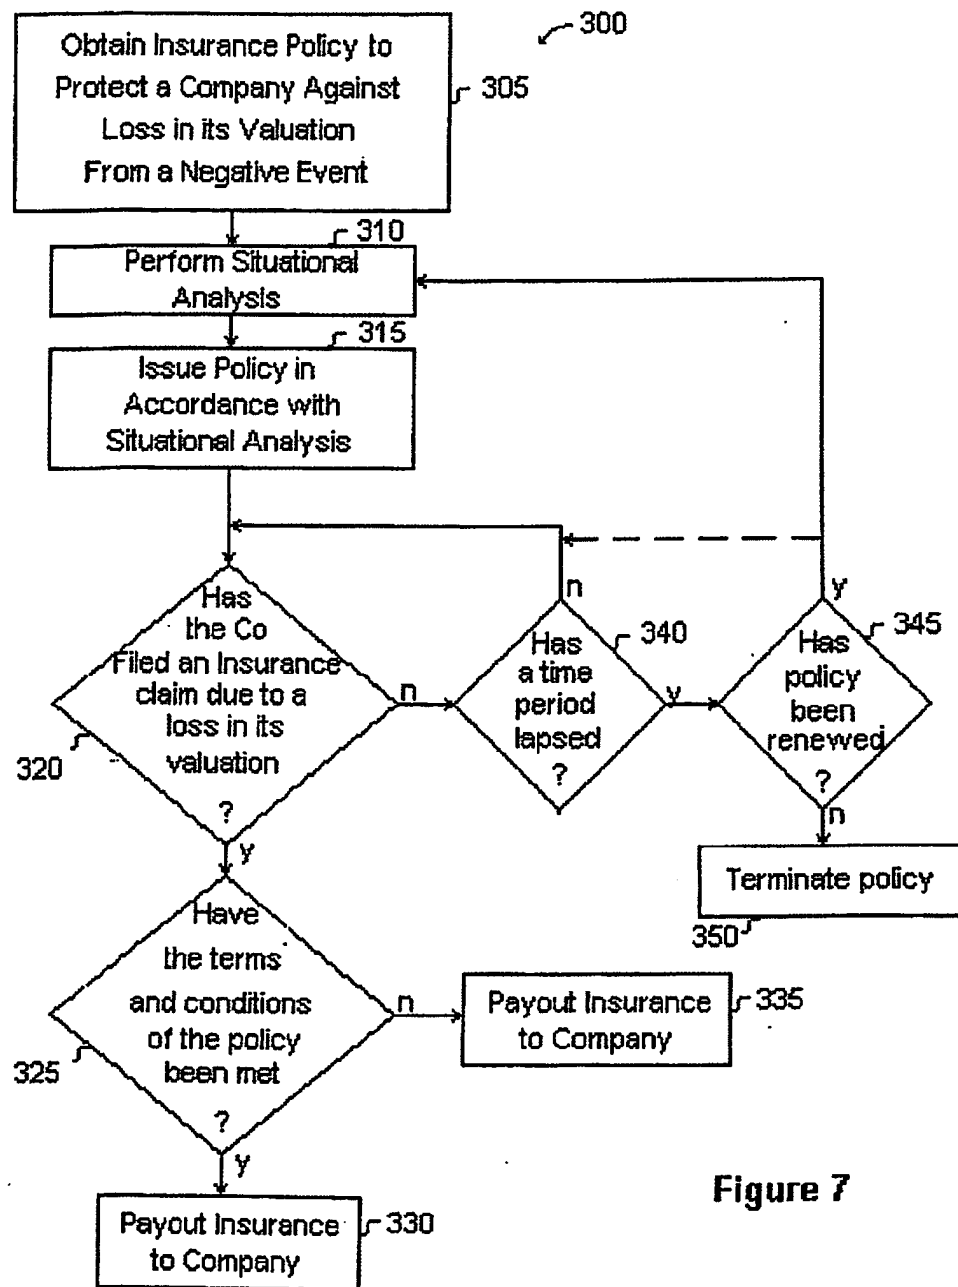 300
Obtain Insurance Policy to
Protect a Company Against
Loss in its Valuation
From a Negative Event
305
310
Perform Situational
Analysis
315
Issue Policy in
Accordance with
Situational Analysis
Has
the Co
Filed an Insurance
claim due to a
loss in its
valuation
?
320
n
y
Has
a time
period
lapsed
?
340
n
y
Has
policy
been
renewed
?
345
y
n
Terminate policy
350
Have
the terms
and conditions
of the policy
been met
?
325
n
y
Payout Insurance
to Company
335
Payout Insurance
to Company
330
Figure 7